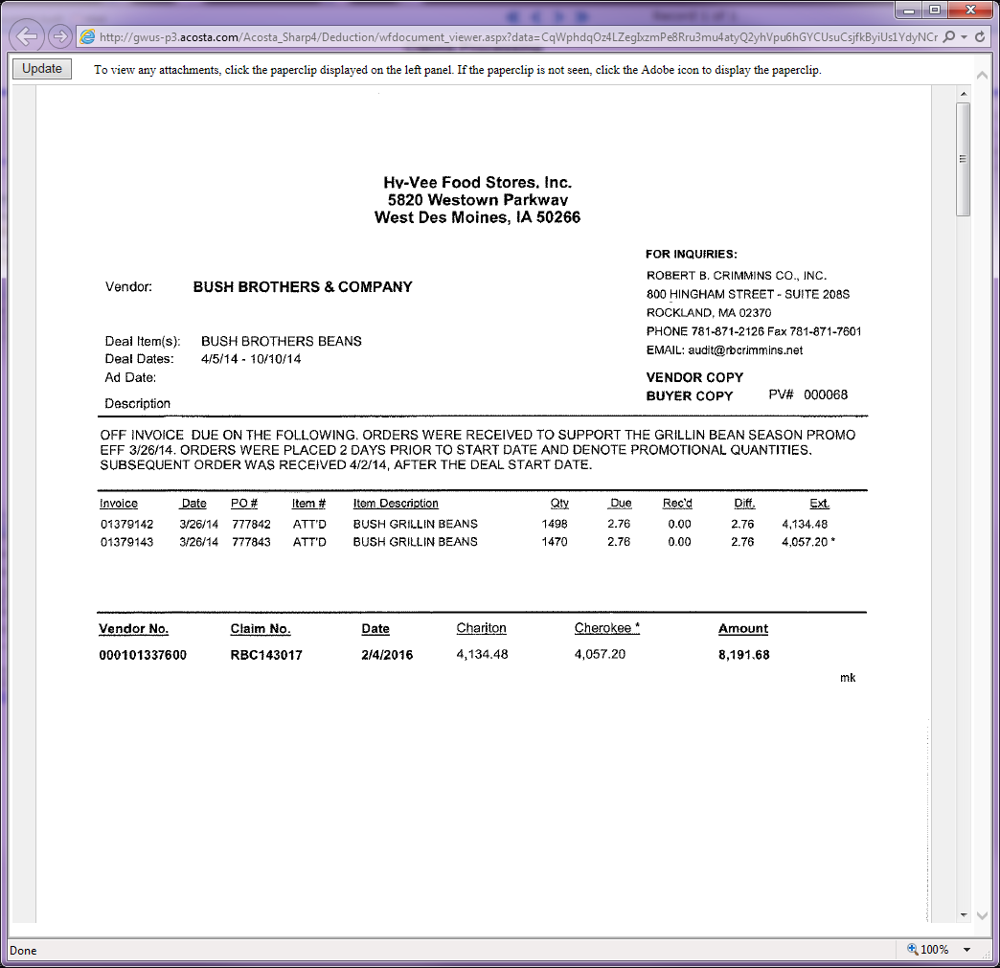 http://gwus-p3.acosta.com/Acosta_Sharp4/Deduction/wfdocument_viewer.aspx?data=CqWphdqOz4LZegIxzmPe8Rru3mu4atyQ2yhVpu6hGYCUsuCsjfkByiUs1YdyNCr
Update To view any attachments, click the paperclip displayed on the left panel. If the paperclip is not seen, click the Adobe icon to display the paperclip.
Hy-Vee Food Stores, Inc.
5820 Westown Parkway
West Des Moines, IA 50266
FOR INQUIRIES:
ROBERT B. CRIMMINS CO., INC.
800 HINGHAM STREET - SUITE 208S
ROCKLAND, MA 02370
PHONE 781-871-2126 Fax 781-871-7601
EMAIL: audit@rbcrimmins.net
Vendor: BUSH BROTHERS & COMPANY
Deal Item(s): BUSH BROTHERS BEANS
Deal Dates: 4/5/14 - 10/10/14
Ad Date:
VENDOR COPY
BUYER COPY PV# 000068
Description
OFF INVOICE DUE ON THE FOLLOWING. ORDERS WERE RECEIVED TO SUPPORT THE GRILLIN BEAN SEASON PROMO
EFF 3/26/14. ORDERS WERE PLACED 2 DAYS PRIOR TO START DATE AND DENOTE PROMOTIONAL QUANTITIES.
SUBSEQUENT ORDER WAS RECEIVED 4/2/14, AFTER THE DEAL START DATE.
Invoice Date PO # Item # Item Description Qty Due Rec'd Diff. Ext.
01379142 3/26/14 777842 ATT'D BUSH GRILLIN BEANS 1498 2.76 0.00 2.76 4,134.48
01379143 3/26/14 777843 ATT'D BUSH GRILLIN BEANS 1470 2.76 0.00 2.76 4,057.20 *
Vendor No. Claim No. Date Chariton Cherokee * Amount
000101337600 RBC143017 2/4/2016 4,134.48 4,057.20 8,191.68
mk
Done 100%